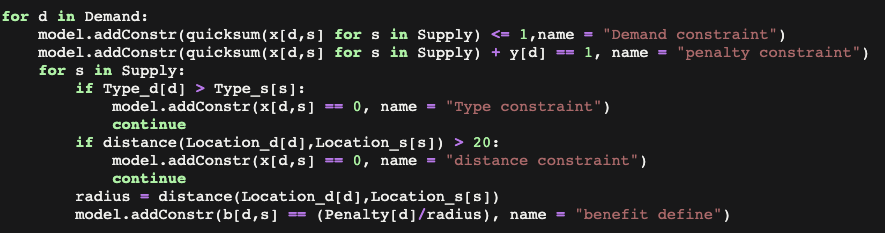 for d in Demand:
    model.addConstr(quicksum(x[d,s] for s in Supply) <= 1,name = "Demand constraint")
    model.addConstr(quicksum(x[d,s] for s in Supply) + y[d] == 1, name = "penalty constraint")
    for s in Supply:
        if Type_d[d] > Type_s[s]:
            model.addConstr(x[d,s] == 0, name = "Type constraint")
            continue
        if distance(Location_d[d],Location_s[s]) > 20:
            model.addConstr(x[d,s] == 0, name = "distance constraint")
            continue
        radius = distance(Location_d[d],Location_s[s])
        model.addConstr(b[d,s] == (Penalty[d]/radius), name = "benefit define")